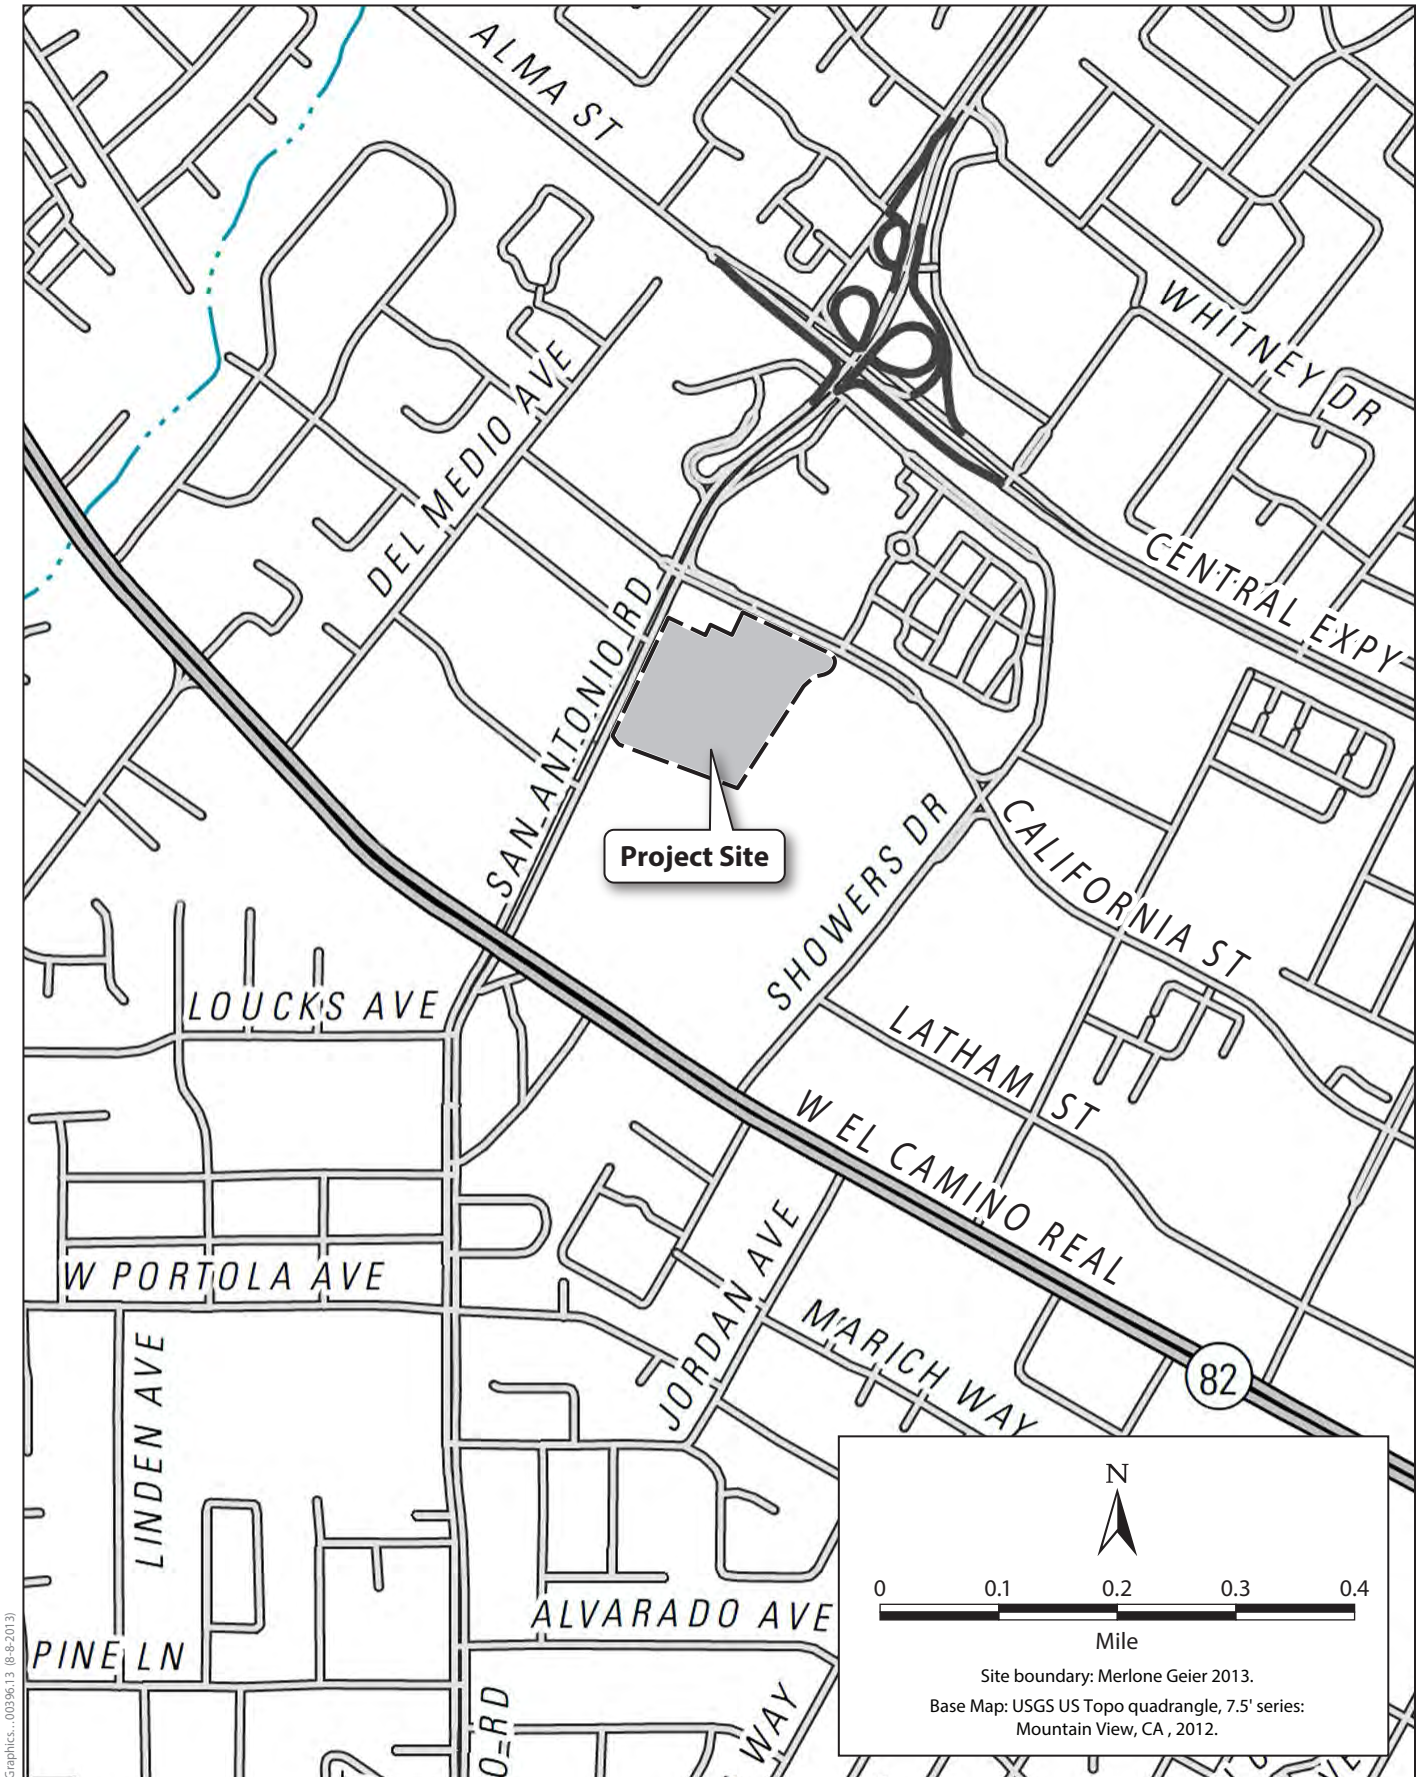 ALMA ST
WHITNEY DR
DEL MEDIO AVE
CENTRAL EXPY
SAN ANTONIO RD
Project Site
SHOWERS DR
CALIFORNIA ST
LOUCKS AVE
LATHAM ST
W EL CAMINO REAL
W PORTOLA AVE
JORDAN AVE
MARICH WAY
82
LINDEN AVE
N
0 0.1 0.2 0.3 0.4
Mile
ALVARADO AVE
PINE LN
Site boundary: Merlone Geier 2013.
Base Map: USGS US Topo quadrangle, 7.5' series:
Mountain View, CA , 2012.
O RD
WAY
Graphics...00396.13 (8-8-2013)